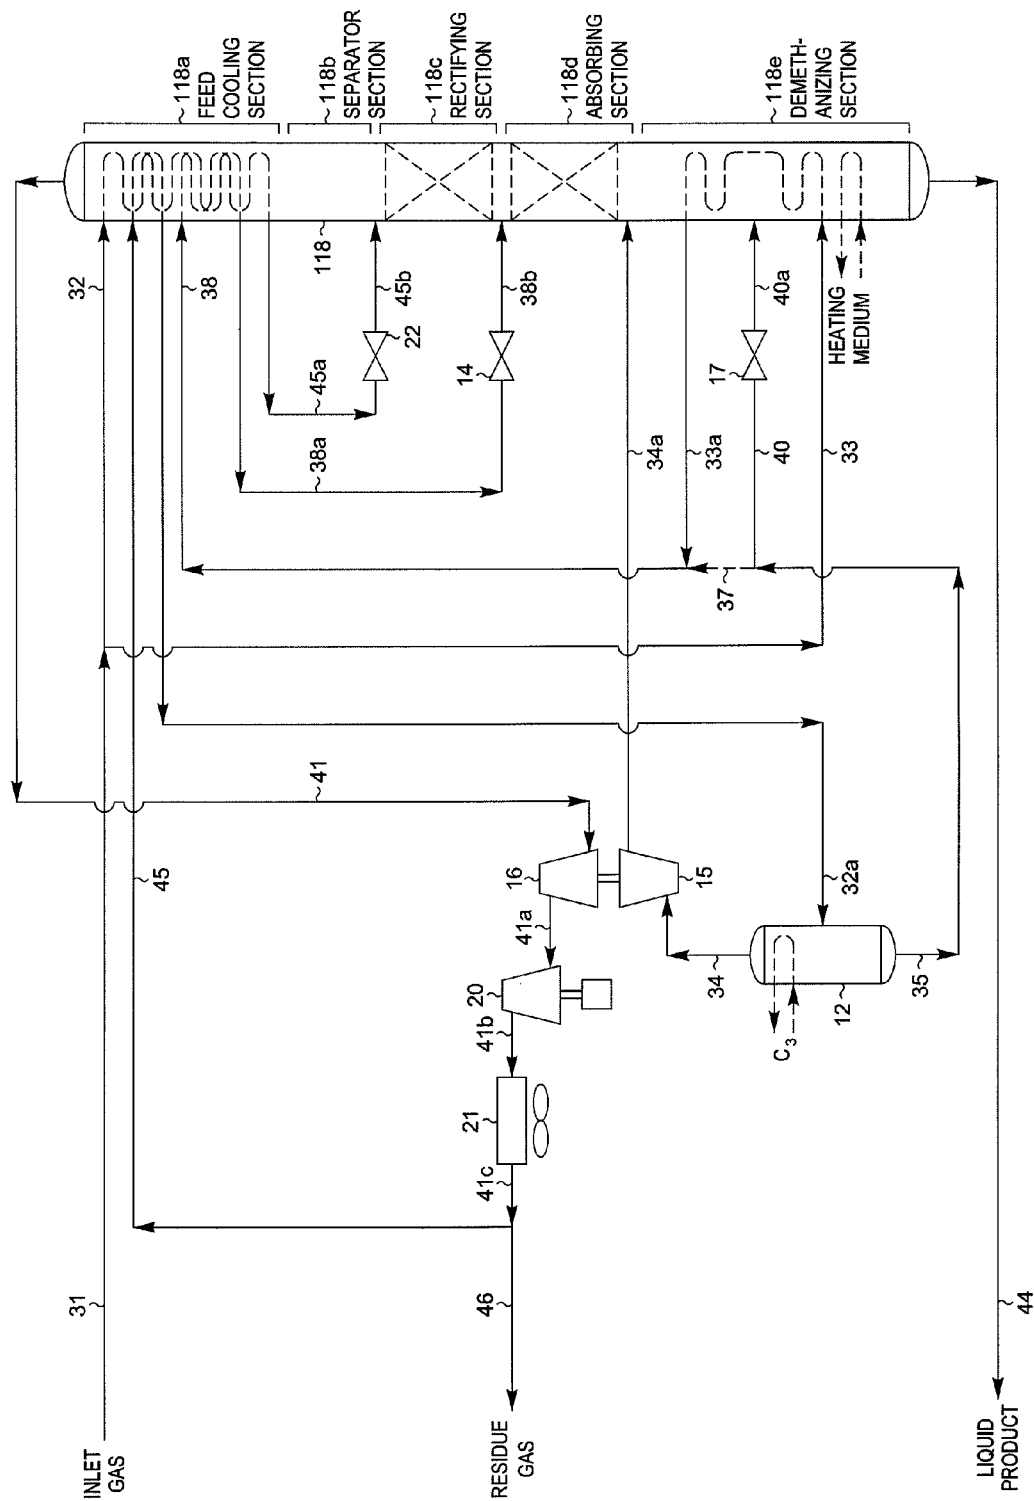 118a
FEED
COOLING
SECTION
118b
SEPARATOR
SECTION
118c
RECTIFYING
SECTION
118d
ABSORBING
SECTION
118e
DEMETH-
ANIZING
SECTION
118
32
38
45b
38b
22
14
45a
38a
34a
33a
17
40a
40
33
HEATING
MEDIUM
37
41
45
16
15
32a
41a
20
34
35
12
C3
41b
21
41c
31
46
44
INLET
GAS
RESIDUE
GAS
LIQUID
PRODUCT